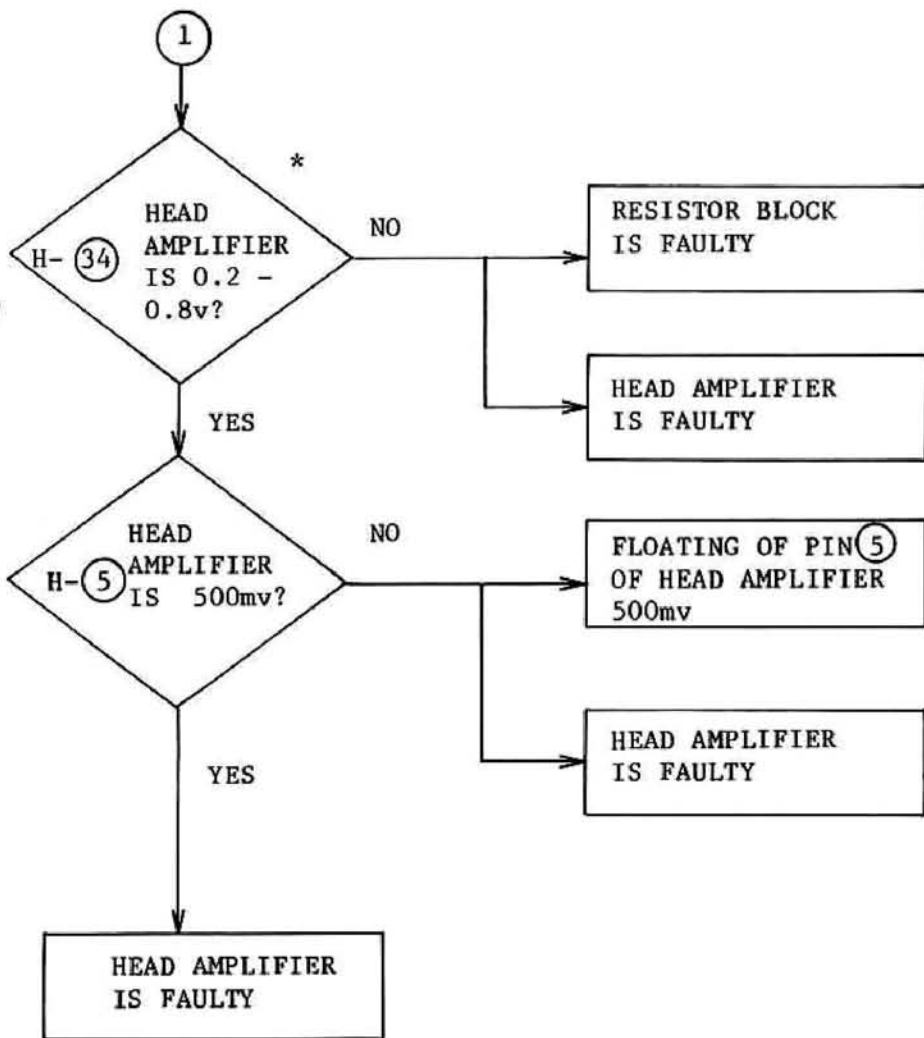 1
*
HEAD
AMPLIFIER
H- 34
IS 0.2 -
0.8v?
NO
RESISTOR BLOCK
IS FAULTY
HEAD AMPLIFIER
IS FAULTY
YES
HEAD
AMPLIFIER
H- 5
IS 500mv?
NO
FLOATING OF PIN 5
OF HEAD AMPLIFIER
500mv
HEAD AMPLIFIER
IS FAULTY
YES
HEAD AMPLIFIER
IS FAULTY